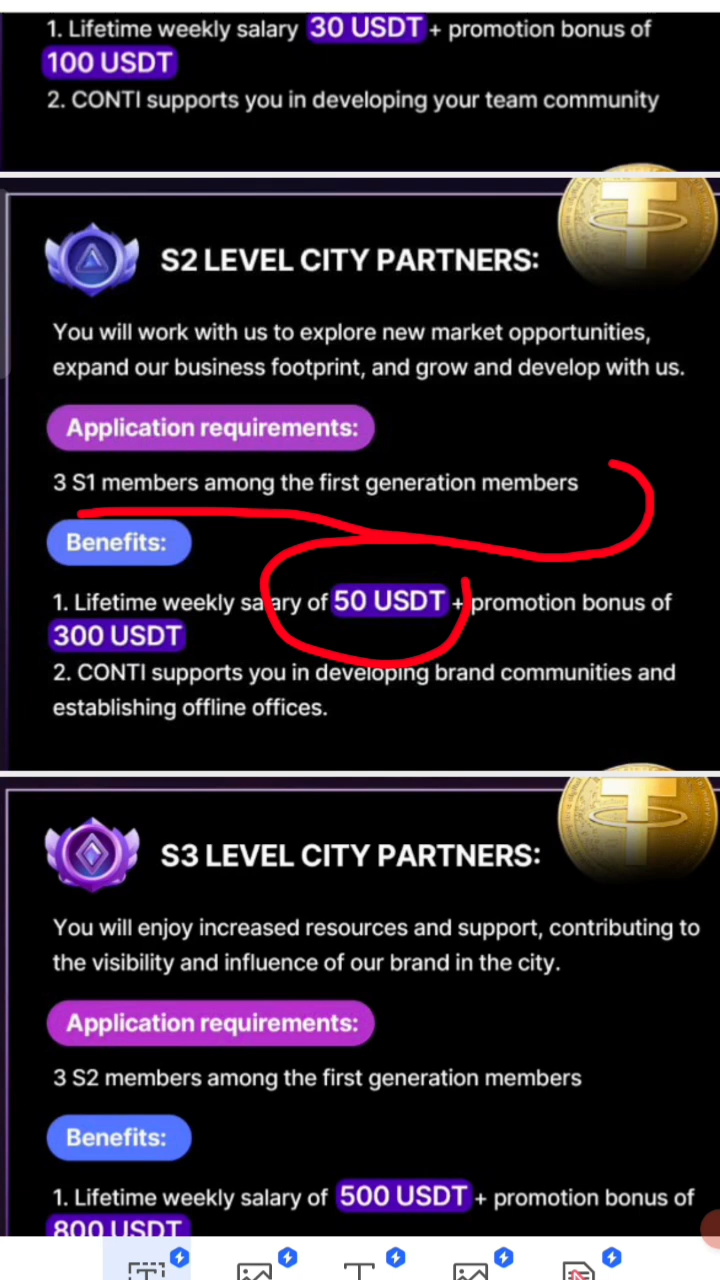 1. Lifetime weekly salary 30 USDT + promotion bonus of
100 USDT
2. CONTI supports you in developing your team community
S2 LEVEL CITY PARTNERS:
You will work with us to explore new market opportunities,
expand our business footprint, and grow and develop with us.
Application requirements:
3 S1 members among the first generation members
Benefits:
1. Lifetime weekly salary of 50 USDT + promotion bonus of
300 USDT
2. CONTI supports you in developing brand communities and
establishing offline offices.
S3 LEVEL CITY PARTNERS:
You will enjoy increased resources and support, contributing to
the visibility and influence of our brand in the city.
Application requirements:
3 S2 members among the first generation members
Benefits:
1. Lifetime weekly salary of 500 USDT + promotion bonus of
800 USDT